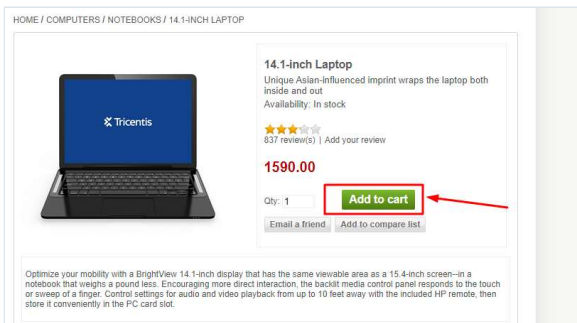 HOME / COMPUTERS / NOTEBOOKS / 14.1-INCH LAPTOP
Tricentis
14.1-inch Laptop
Unique Asian-influenced imprint wraps the laptop both
inside and out
Availability: In stock
837 review(s) | Add your review
1590.00
Qty: 1 Add to cart
Email a friend Add to compare list
Optimize your mobility with a BrightView 14.1-inch display that has the same viewable area as a 15.4-inch screen--in a
notebook that weighs a pound less. Encouraging more direct interaction, the backlit media control panel responds to the touch
or sweep of a finger. Control settings for audio and video playback from up to 10 feet away with the included HP remote, then
store it conveniently in the PC card slot.